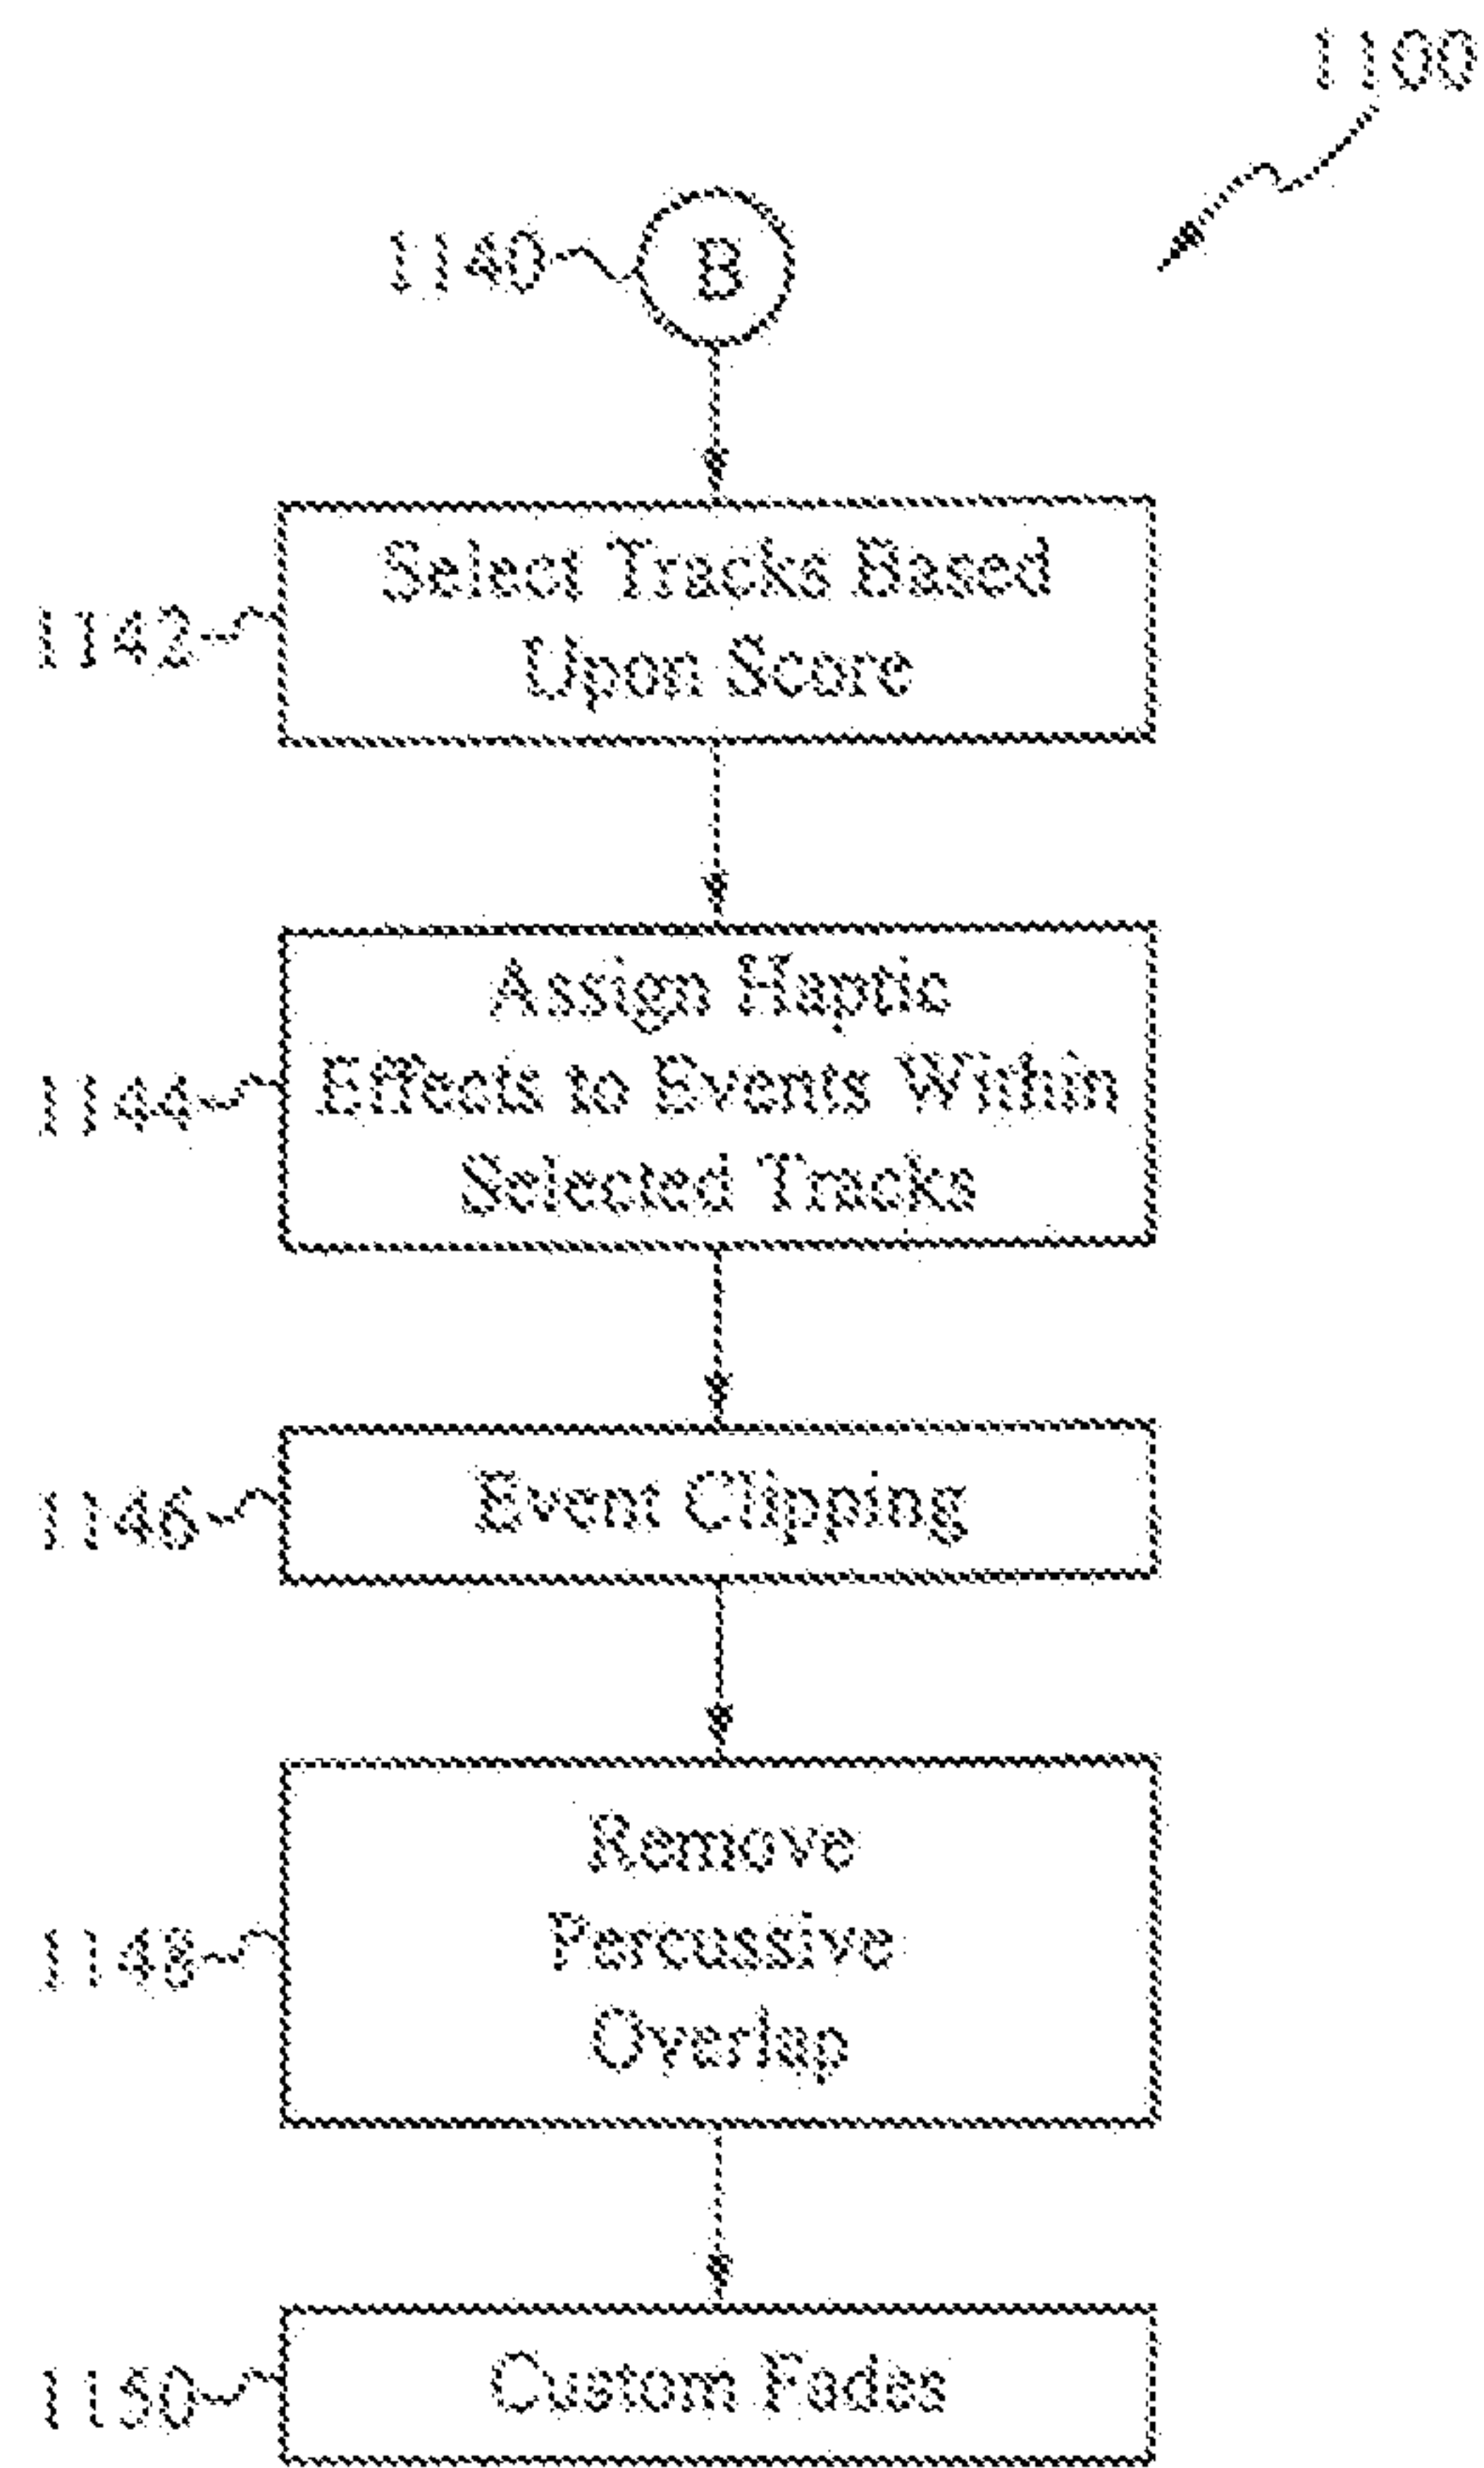 1100
1140
B
Select Tracks Based
Upon Score
1142
Assign Haptic
Effects to Events Within
Selected Tracks
1144
Event Clipping
1146
Remove
Percussive
Overlap
1148
Custom Fades
1150